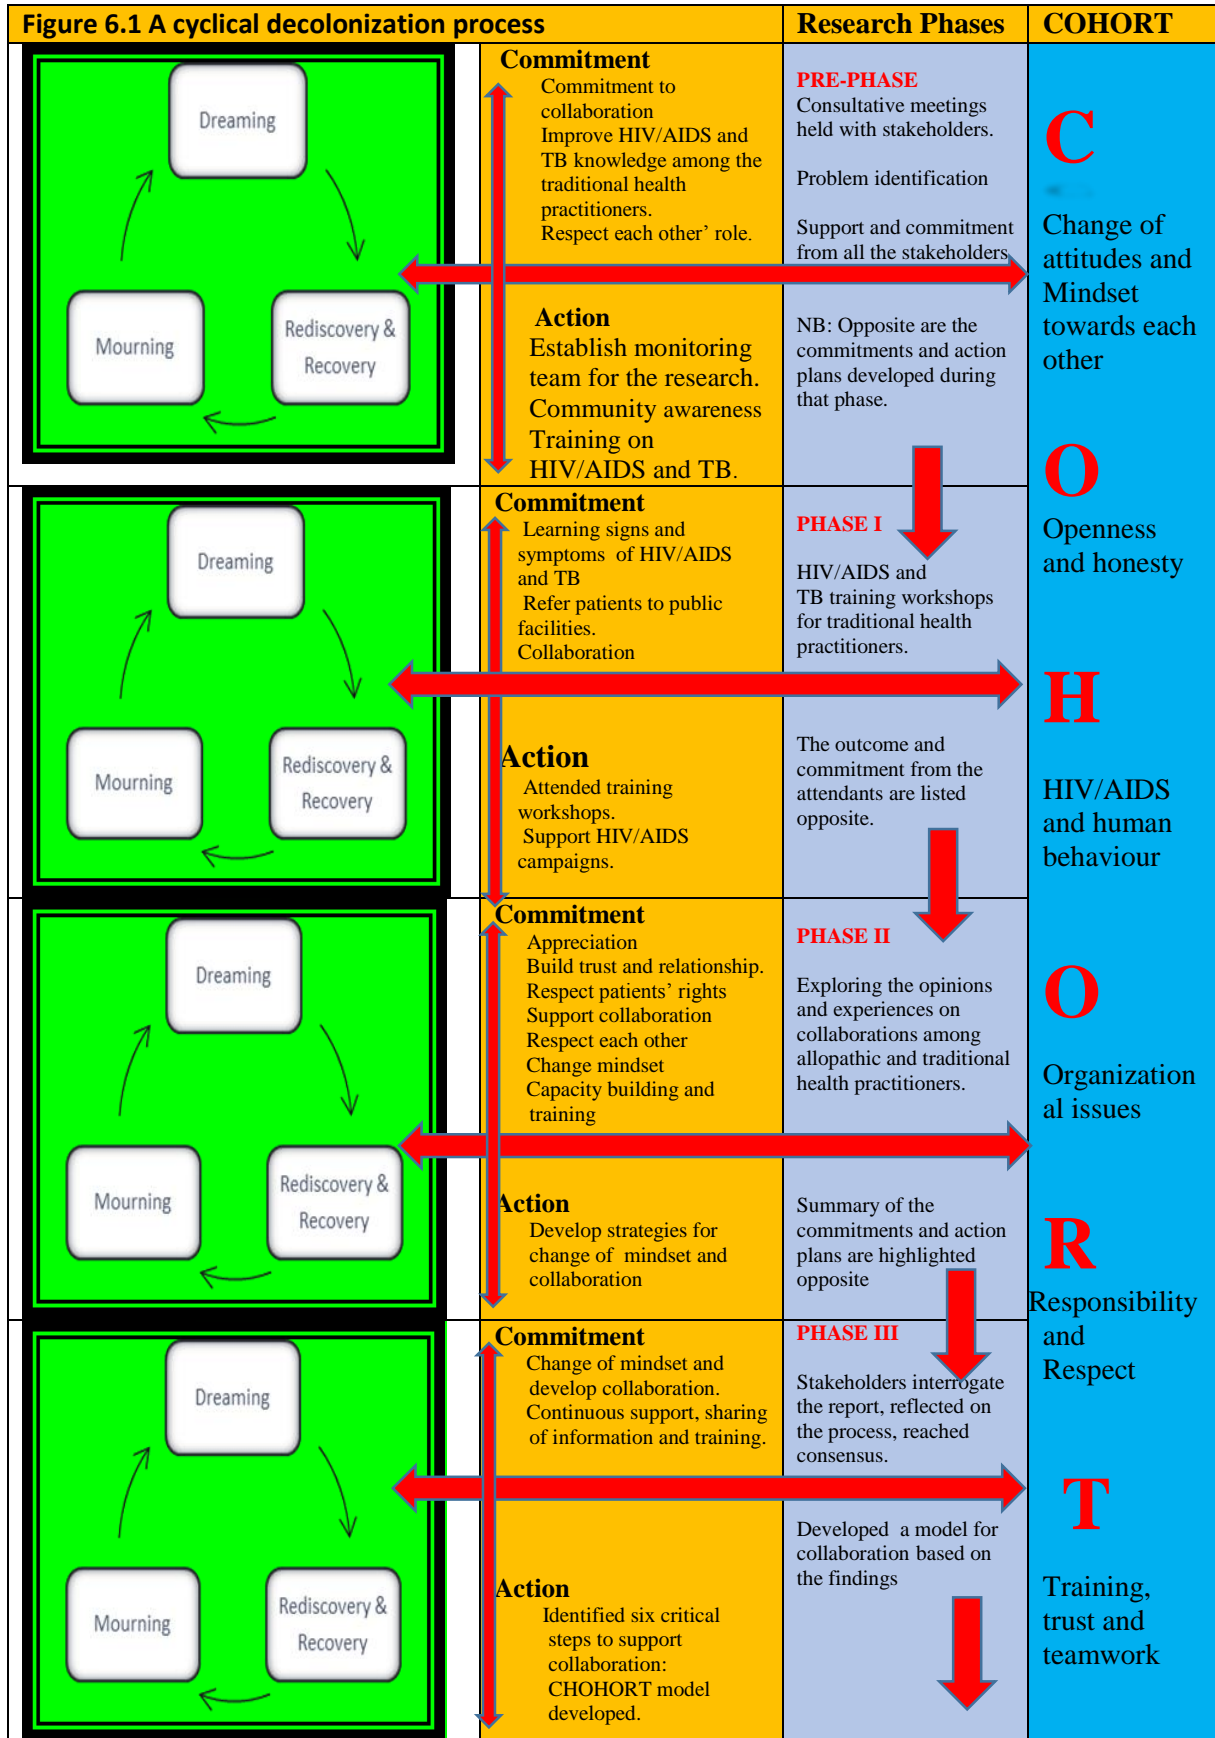 Figure 6.1 A cyclical decolonization process
Research Phases
COHORT
Dreaming
Mourning
Rediscovery &
Recovery
Commitment
Commitment to
collaboration
Improve HIV/AIDS and
TB knowledge among the
traditional health
practitioners.
Respect each other' role.
Action
Establish monitoring
team for the research.
Community awareness
Training on
HIV/AIDS and TB.
PRE-PHASE
Consultative meetings
held with stakeholders.
Problem identification
Support and commitment
from all the stakeholders
NB: Opposite are the
commitments and action
plans developed during
that phase.
Dreaming
Mourning
Rediscovery &
Recovery
Commitment
Learning signs and
symptoms of HIV/AIDS
and TB
Refer patients to public
facilities.
Collaboration
Action
Attended training
workshops.
Support HIV/AIDS
campaigns.
PHASE I
HIV/AIDS and
TB training workshops
for traditional health
practitioners.
The outcome and
commitment from the
attendants are listed
opposite.
Dreaming
Mourning
Rediscovery &
Recovery
Commitment
Appreciation
Build trust and relationship.
Respect patients' rights
Support collaboration
Respect each other
Change mindset
Capacity building and
training
Action
Develop strategies for
change of mindset and
collaboration
PHASE II
Exploring the opinions
and experiences on
collaborations among
allopathic and traditional
health practitioners.
Summary of the
commitments and action
plans are highlighted
opposite
Dreaming
Mourning
Rediscovery &
Recovery
Commitment
Change of mindset and
develop collaboration.
Continuous support, sharing
of information and training.
Action
Identified six critical
steps to support
collaboration:
CHOHORT model
developed.
PHASE III
Stakeholders interrogate
the report, reflected on
the process, reached
consensus.
Developed a model for
collaboration based on
the findings
C
Change of
attitudes and
Mindset
towards each
other
O
Openness
and honesty
H
HIV/AIDS
and human
behaviour
O
Organization
al issues
R
Responsibility
and
Respect
T
Training,
trust and
teamwork